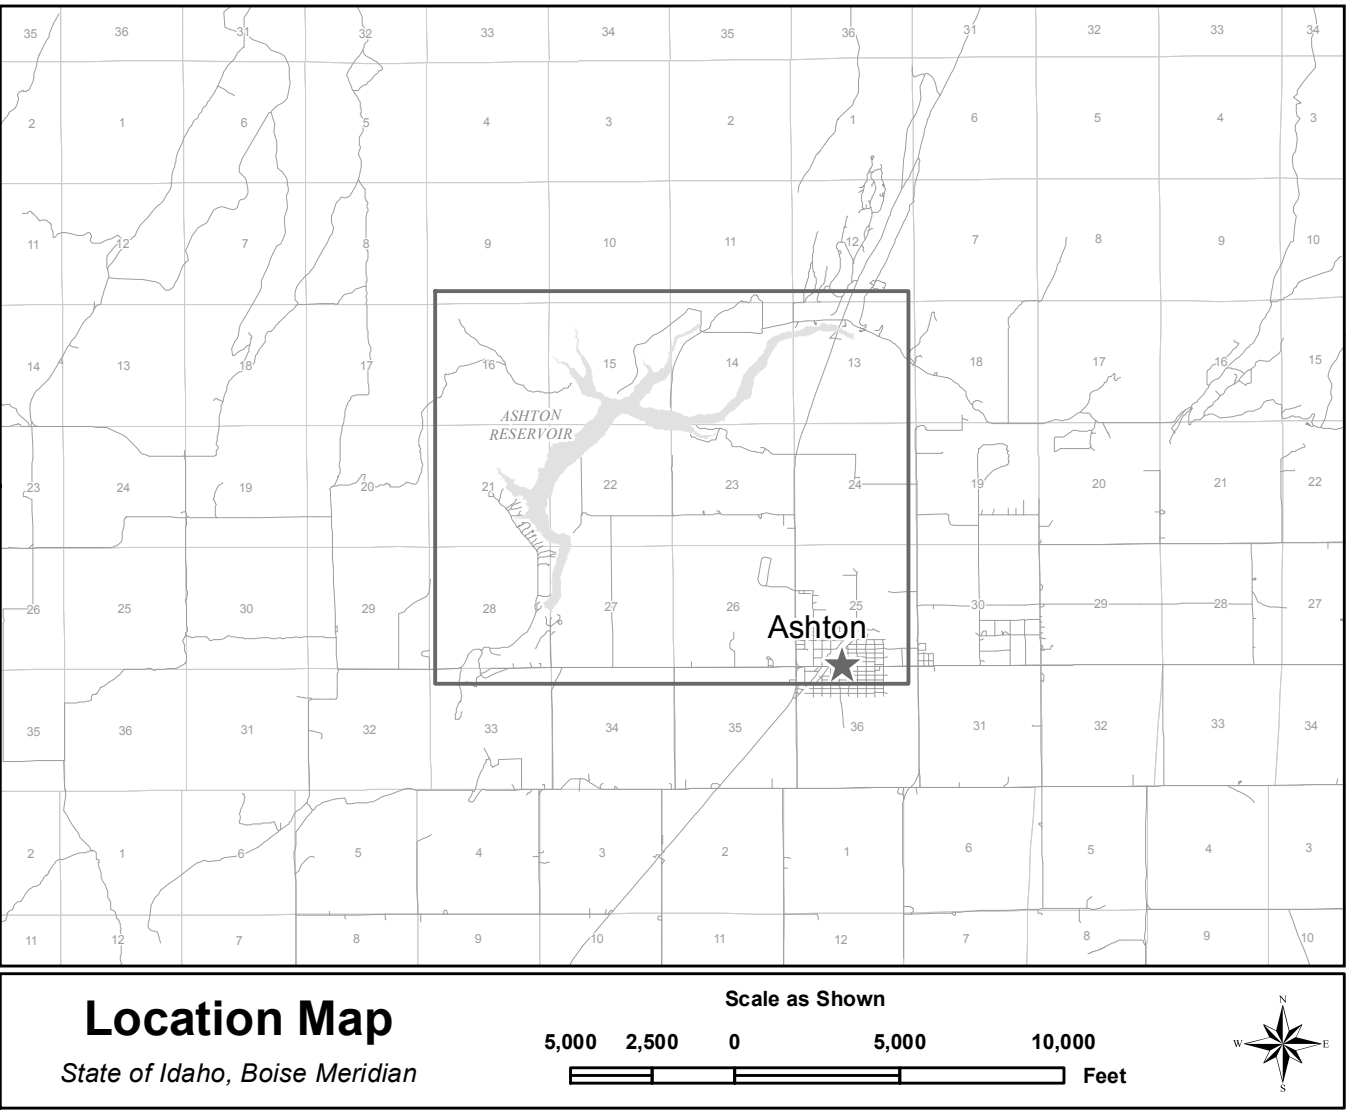 35 36 31 32 33 34 35 36 31 32 33 34
2 1 6 5 4 3 2 1 6 5 4 3
11 12 7 8 9 10 11 12 7 8 9 10
14 13 18 17 16 15 14 13 18 17 16 15
ASHTON
RESERVOIR
23 24 19 20 21 22 23 24 19 20 21 22
26 25 30 29 28 27 26 25 30 29 28 27
Ashton
35 36 31 32 33 34 35 36 31 32 33 34
2 1 6 5 4 3 2 1 6 5 4 3
11 12 7 8 9 10 11 12 7 8 9 10
Location Map
State of Idaho, Boise Meridian
Scale as Shown
5,000 2,500 0 5,000 10,000
Feet
N
W E
S